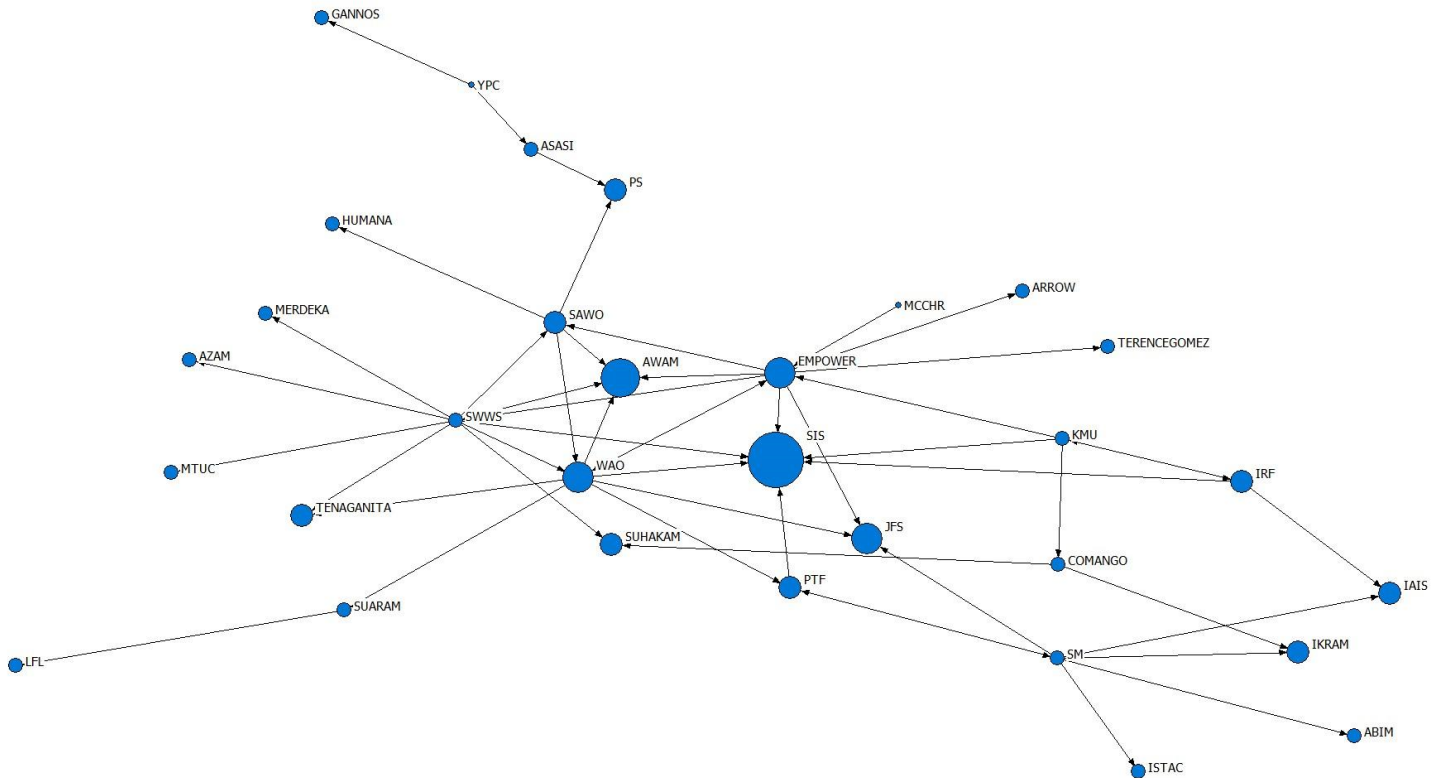 GANNOS
YPC
ASASI
PS
HUMANA
ARROW
MCCHR
MERDEKA
SAWO
TERENCEGOMEZ
AZAM
AWAM
EMPOWER
SWWS
SIS
KMU
MTUC
WAO
IRF
TENAGANITA
SUHAKAM
JFS
COMANGO
PTF
IAIS
SUARAM
IKRAM
SM
LFL
ABIM
ISTAC